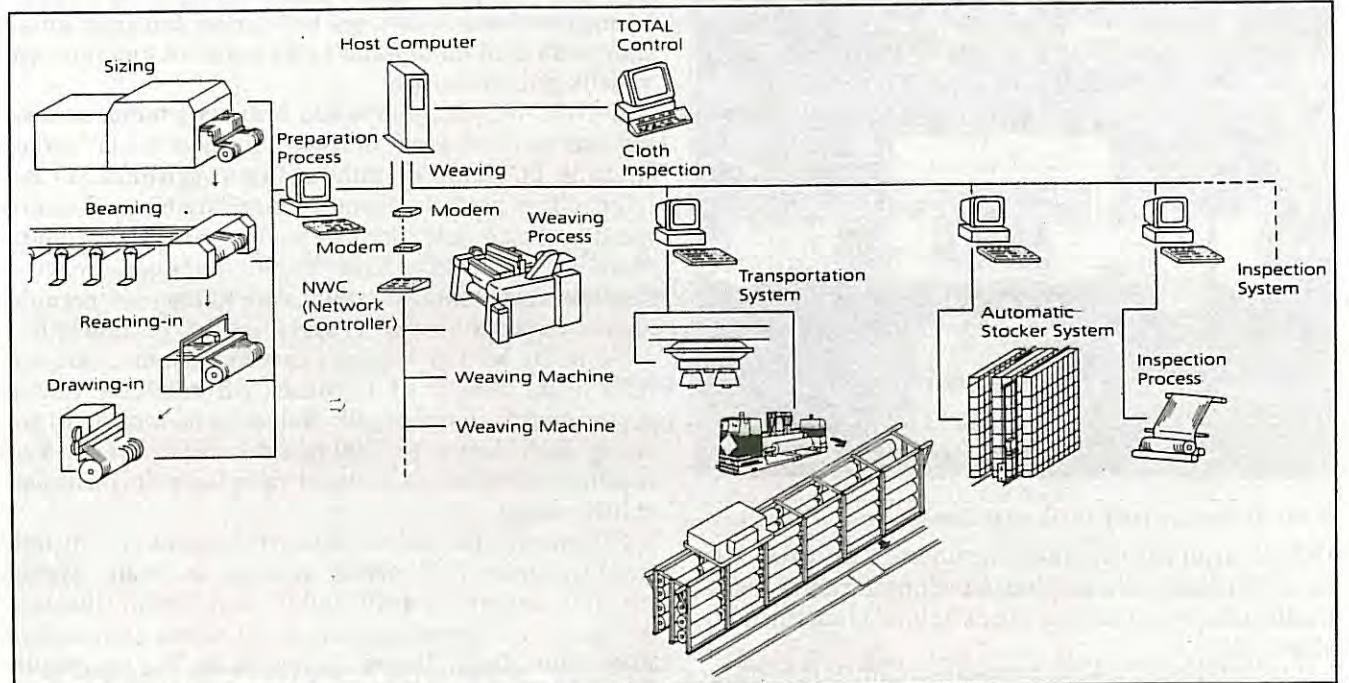 Sizing
Host Computer
TOTAL
Control
Preparation
Process
Weaving
Cloth
Inspection
Beaming
Modem
Modem
Weaving
Process
NWC
(Network
Controller)
Transportation
System
Inspection
System
Reaching-in
Automatic
Stocker System
Inspection
Process
Drawing-in
Weaving Machine
Weaving Machine